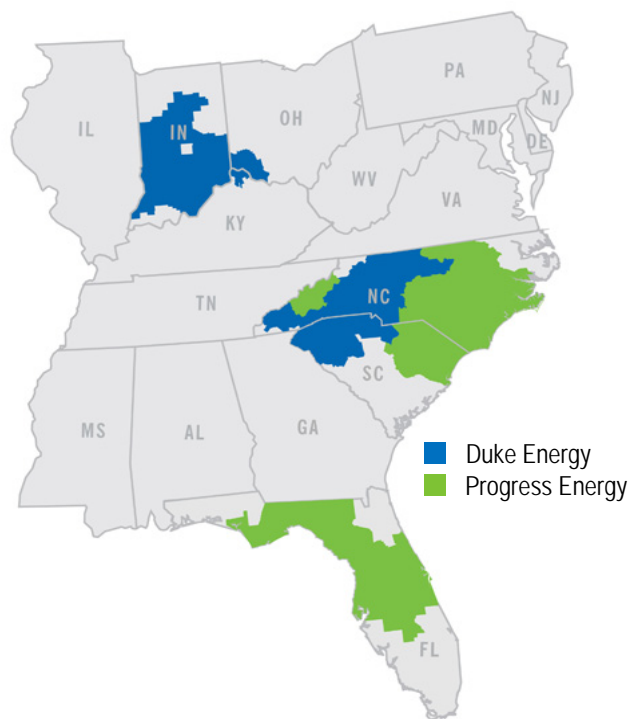 PA
NJ
OH
IN
IL
MD
DE
WV
VA
KY
NC
TN
SC
MS
AL
GA
Duke Energy
Progress Energy
FL